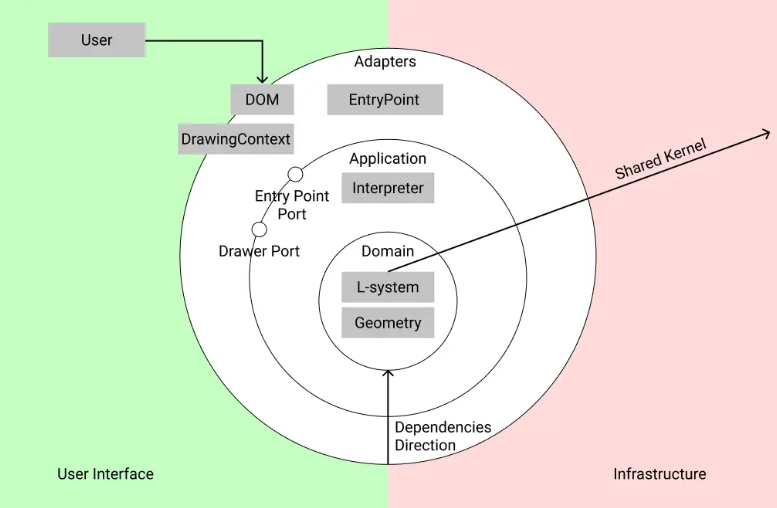 User
Adapters
DOM
EntryPoint
DrawingContext
Shared Kernel
Application
Interpreter
Entry Point
Port
Drawer Port
Domain
L-system
Geometry
Dependencies
Direction
User Interface
Infrastructure